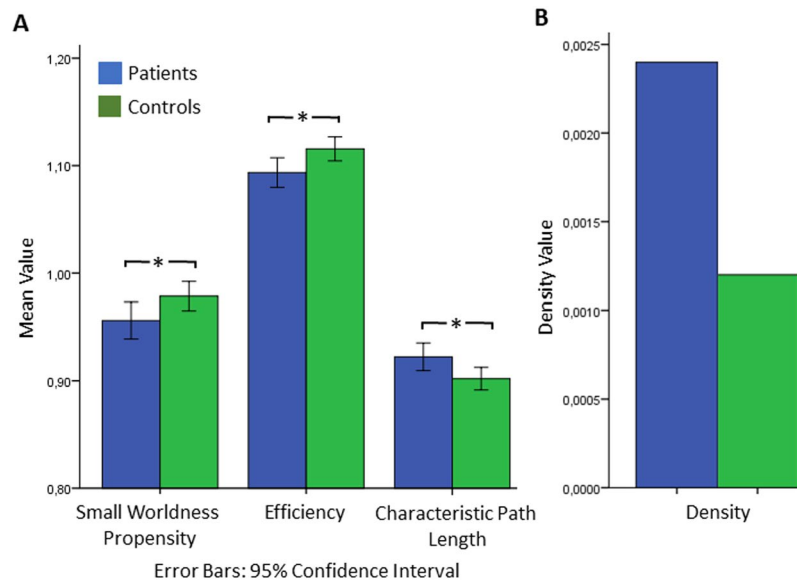 A
B
1,20
1,10
1,00
0,90
0,80
Mean Value
Patients
Controls
*
*
*
Small Worldness
Propensity
Efficiency
Characteristic Path
Length
Error Bars: 95% Confidence Interval
0,0025
0,0020
0,0015
0,0010
0,0005
0,0000
Density Value
Density